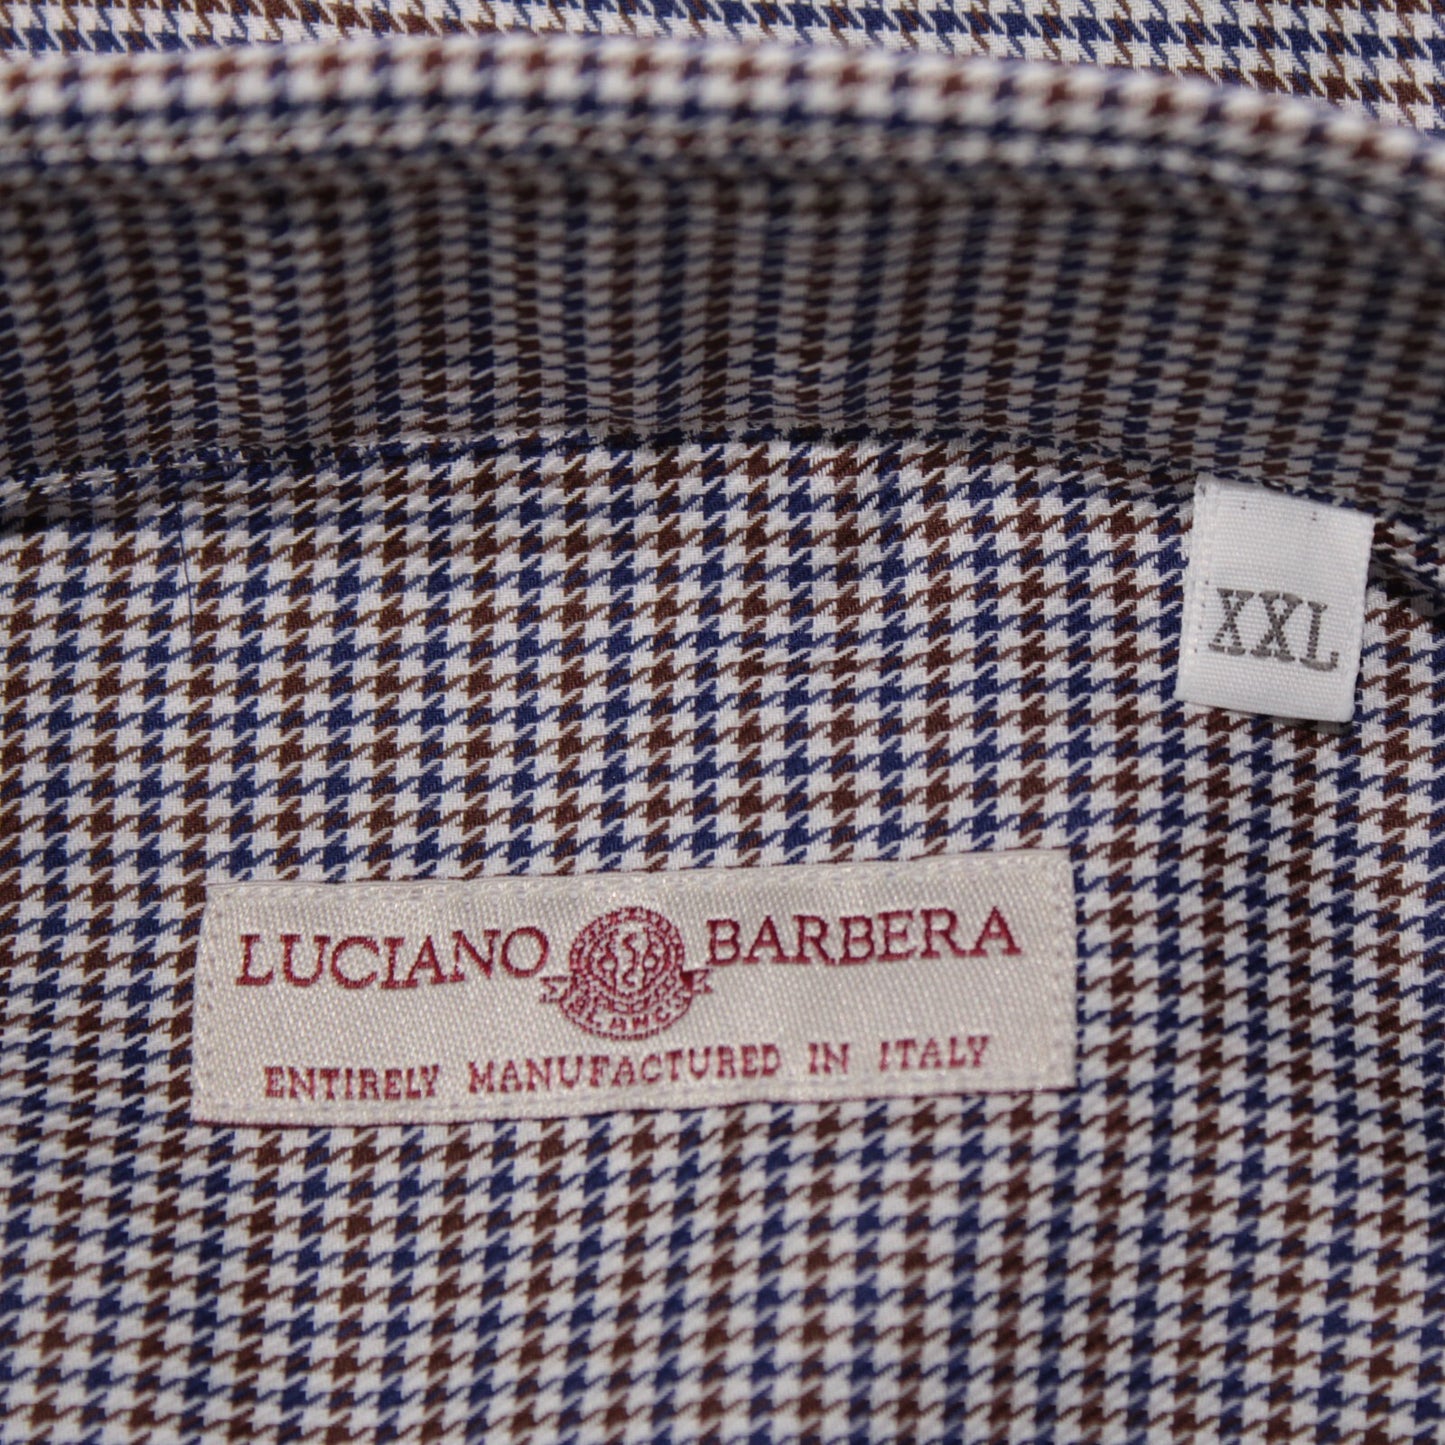 XXL
LUCIANO BARBERA
ENTIRELY MANUFACTURED IN ITALY